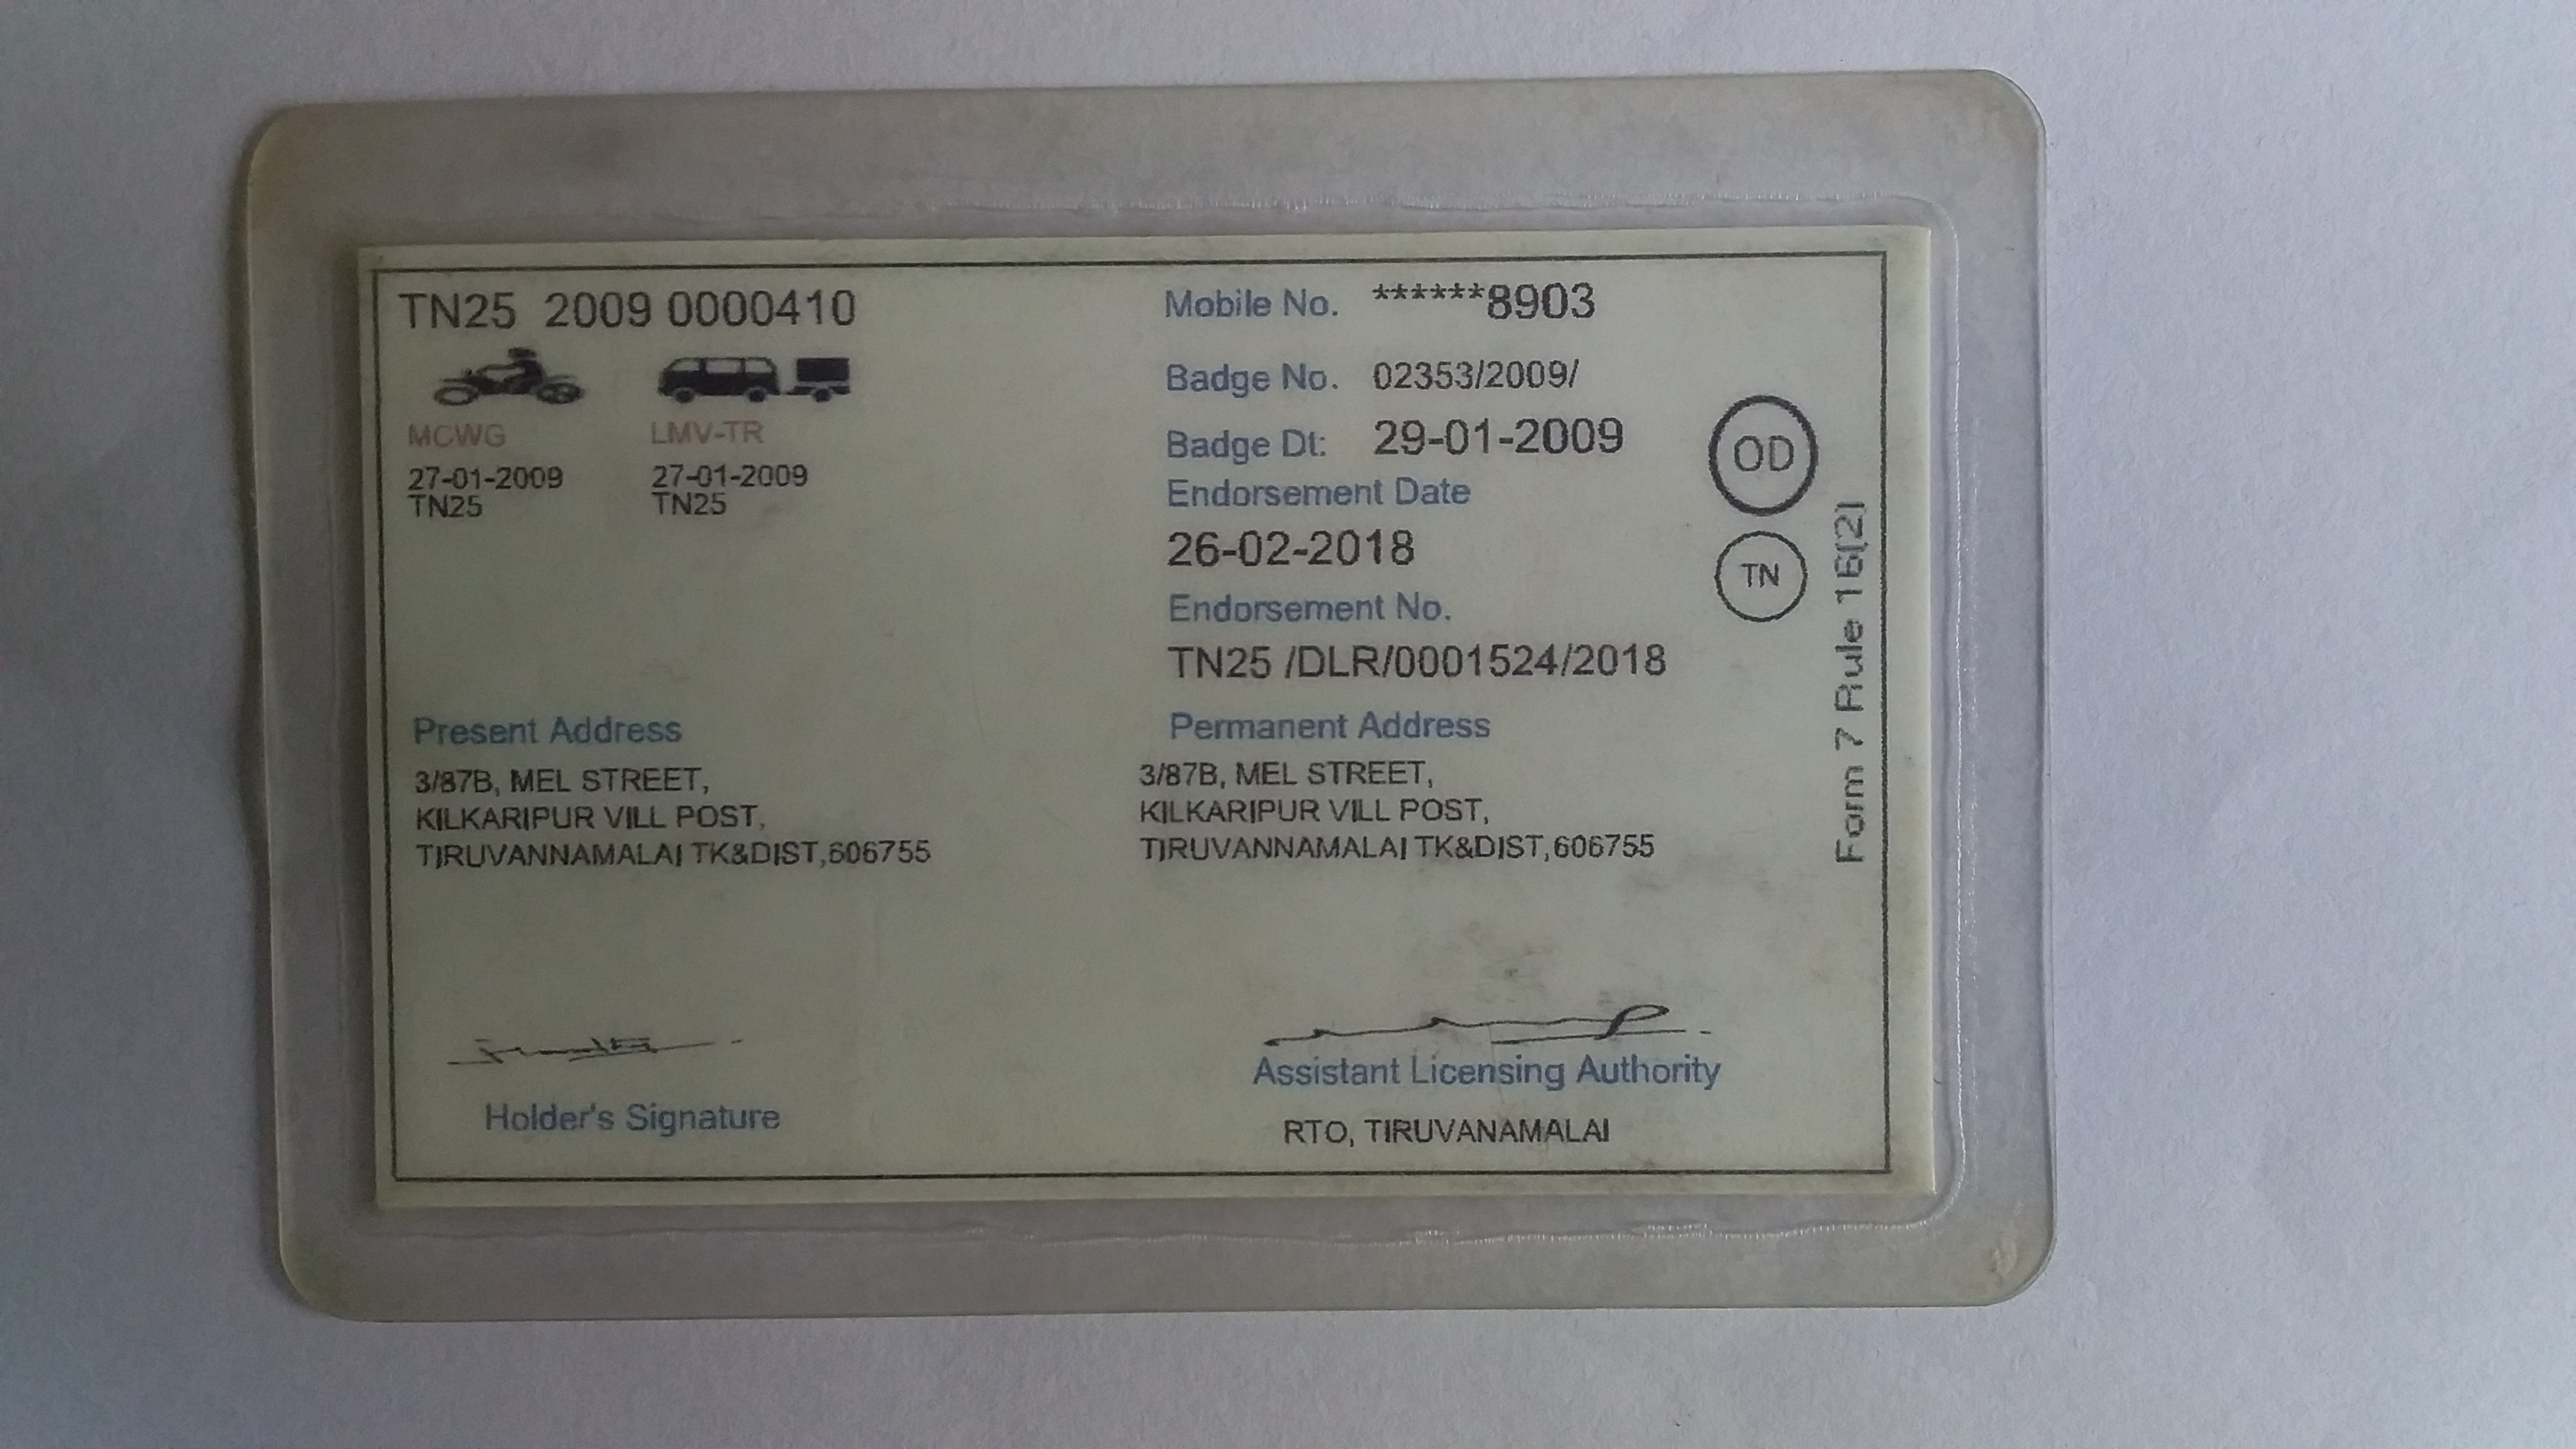 TN25 2009 0000410
MCWG LMV-TR
27-01-2009 27-01-2009
TN25 TN25
Mobile No. ******8903
Badge No. 02353/2009/
Badge Dt: 29-01-2009
Endorsement Date
26-02-2018
Endorsement No.
TN25 /DLR/0001524/2018
OD
TN
Form 7 Rule 16(2)
Present Address
3/87B, MEL STREET,
KILKARIPUR VILL POST,
TIRUVANNAMALAI TK&DIST,606755
Permanent Address
3/87B, MEL STREET,
KILKARIPUR VILL POST,
TIRUVANNAMALAI TK&DIST,606755
Holder's Signature
Assistant Licensing Authority
RTO, TIRUVANAMALAI